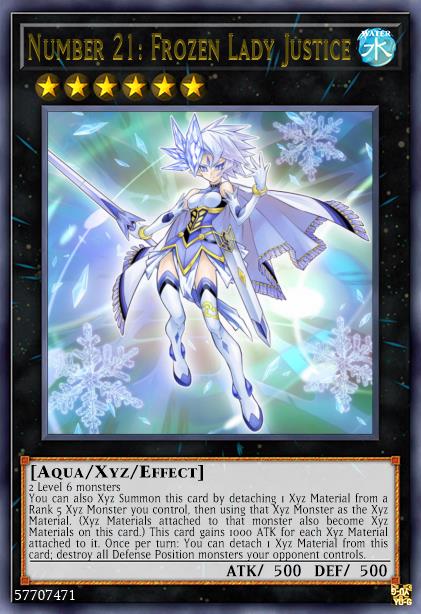 Number 21: Frozen Lady Justice
WATER
水
[Aqua/Xyz/Effect]
2 Level 6 monsters
You can also Xyz Summon this card by detaching 1 Xyz Material from a
Rank 5 Xyz Monster you control, then using that Xyz Monster as the Xyz
Material. (Xyz Materials attached to that monster also become Xyz
Materials on this card.) This card gains 1000 ATK for each Xyz Material
attached to it. Once per turn: You can detach 1 Xyz Material from this
card; destroy all Defense Position monsters your opponent controls.
ATK/ 500 DEF/ 500
57707471